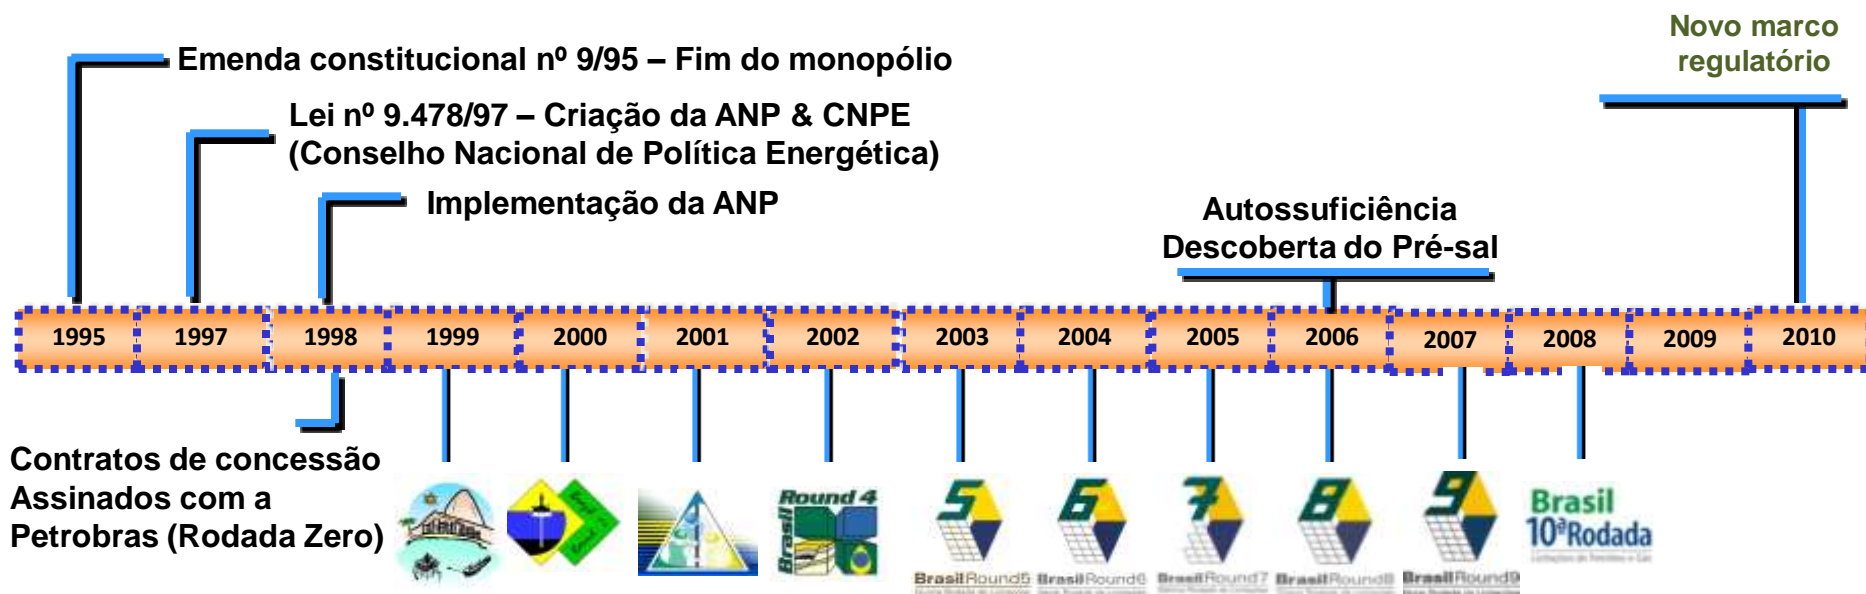 Novo marco
regulatório
Emenda constitucional nº 9/95 – Fim do monopólio
Lei nº 9.478/97 – Criação da ANP & CNPE
(Conselho Nacional de Política Energética)
Implementação da ANP
Autossuficiência
Descoberta do Pré-sal
1995 1997 1998 1999 2000 2001 2002 2003 2004 2005 2006 2007 2008 2009 2010
Contratos de concessão
Assinados com a
Petrobras (Rodada Zero)
Round 4
Brasil
5
BrasilRound5
6
BrasilRound6
7
BrasilRound7
8
BrasilRound8
9
BrasilRound9
Brasil
10ªRodada